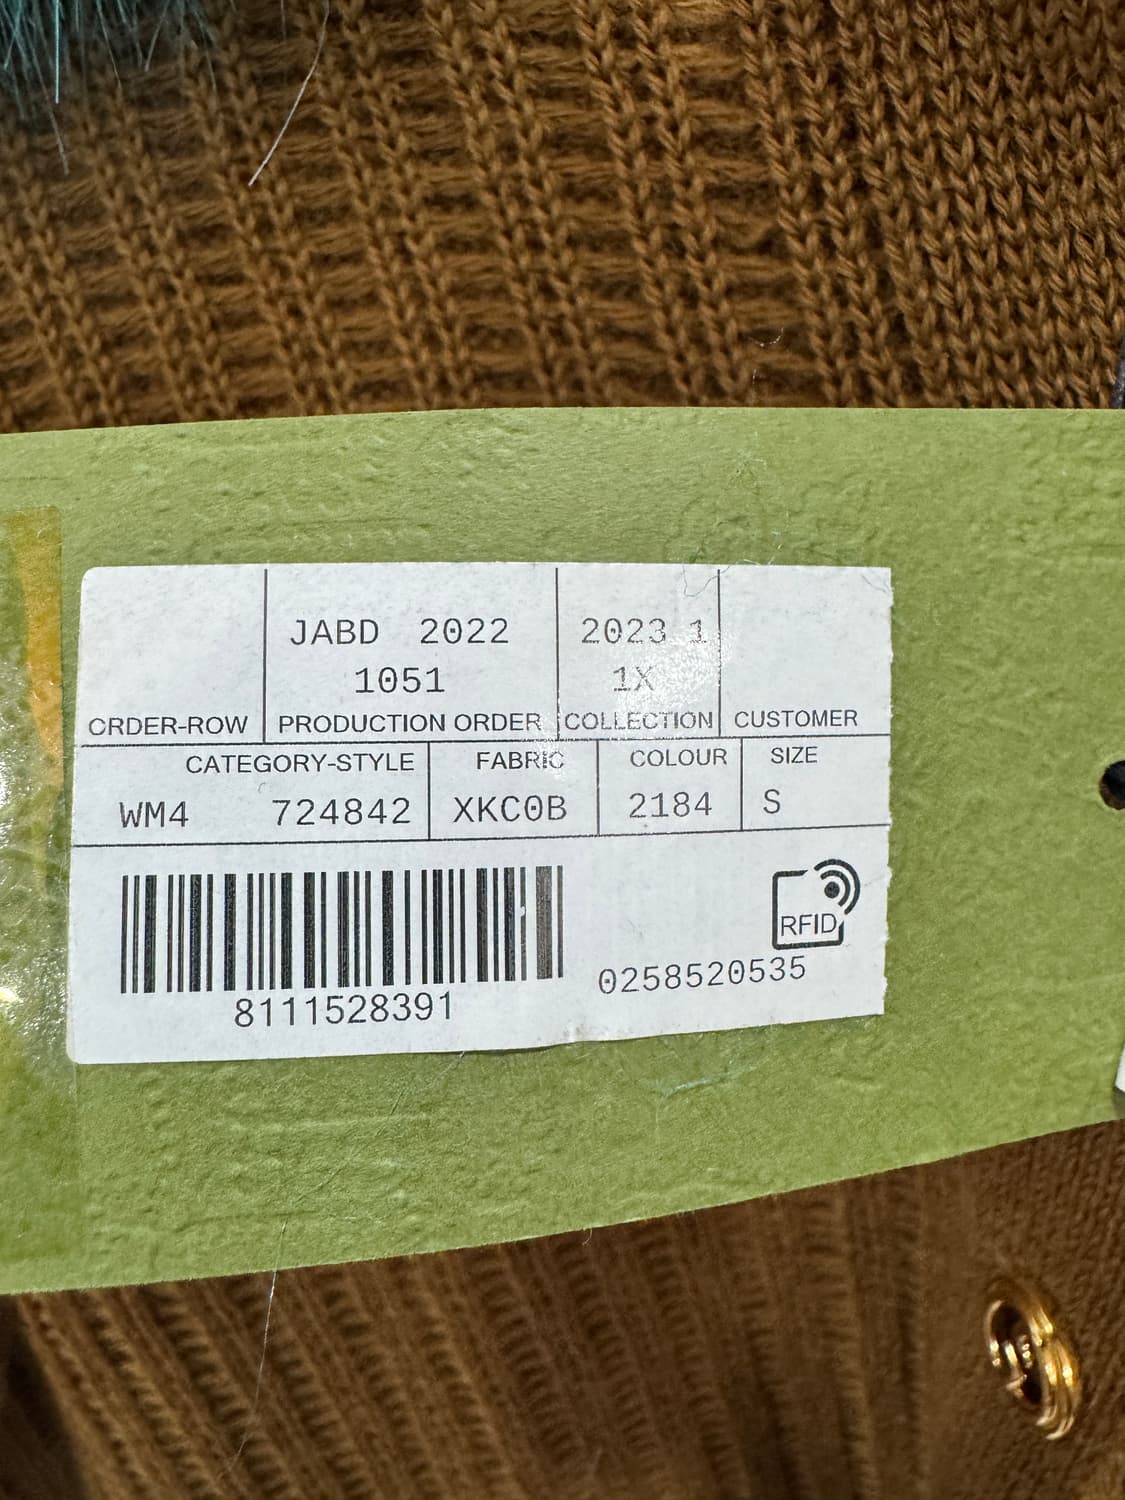 JABD 2022 2023 1
1051 1X
ORDER-ROW PRODUCTION ORDER COLLECTION CUSTOMER
CATEGORY-STYLE FABRIC COLOUR SIZE
WM4 724842 XKC0B 2184 S
RFID
0258520535
8111528391